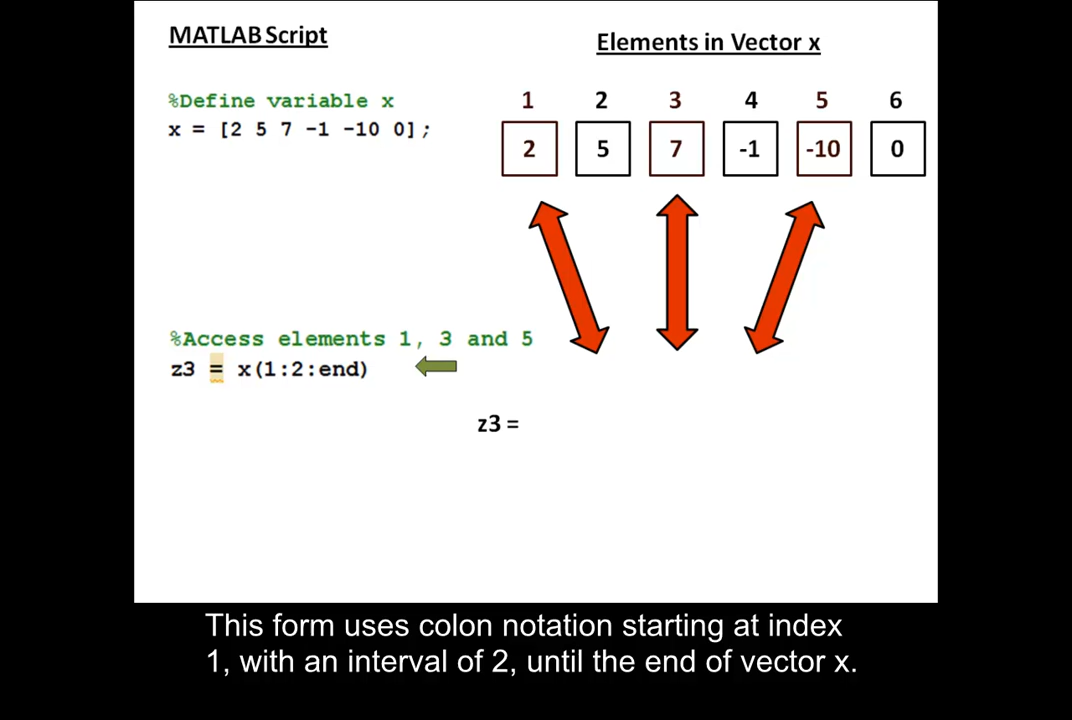 MATLAB Script
Elements in Vector x
%Define variable x
x = [2 5 7 -1 -10 0];
1 2 3 4 5 6
2 5 7 -1 -10 0
%Access elements 1, 3 and 5
z3 = x(1:2:end)
z3 =
This form uses colon notation starting at index
1, with an interval of 2, until the end of vector x.